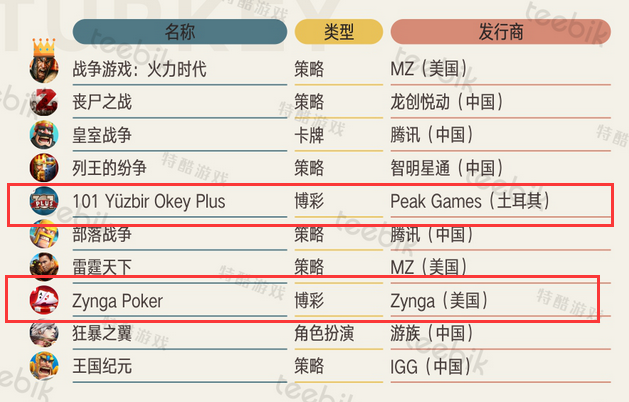 TURKEY
名称 类型 发行商
战争游戏：火力时代 策略 MZ（美国）
丧尸之战 策略 龙创悦动（中国）
皇室战争 卡牌 腾讯（中国）
列王的纷争 策略 智明星通（中国）
101 Yüzbir Okey Plus 博彩 Peak Games（土耳其）
部落战争 策略 腾讯（中国）
雷霆天下 策略 MZ（美国）
Zynga Poker 博彩 Zynga（美国）
狂暴之翼 角色扮演 游族（中国）
王国纪元 策略 IGG（中国）
teebik
特酷游戏